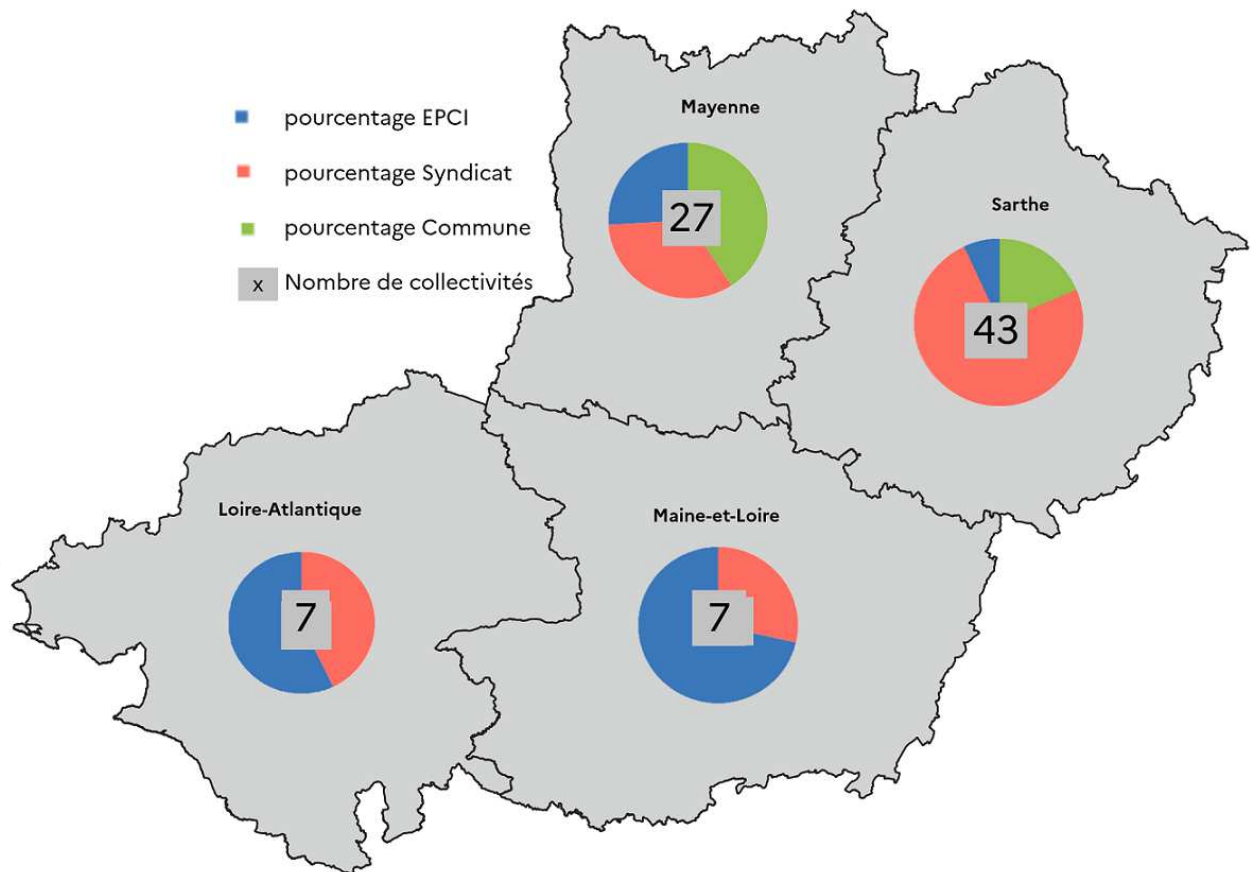 pourcentage EPCI
pourcentage Syndicat
pourcentage Commune
x Nombre de collectivités
Mayenne
27
Sarthe
43
Loire-Atlantique
7
Maine-et-Loire
7